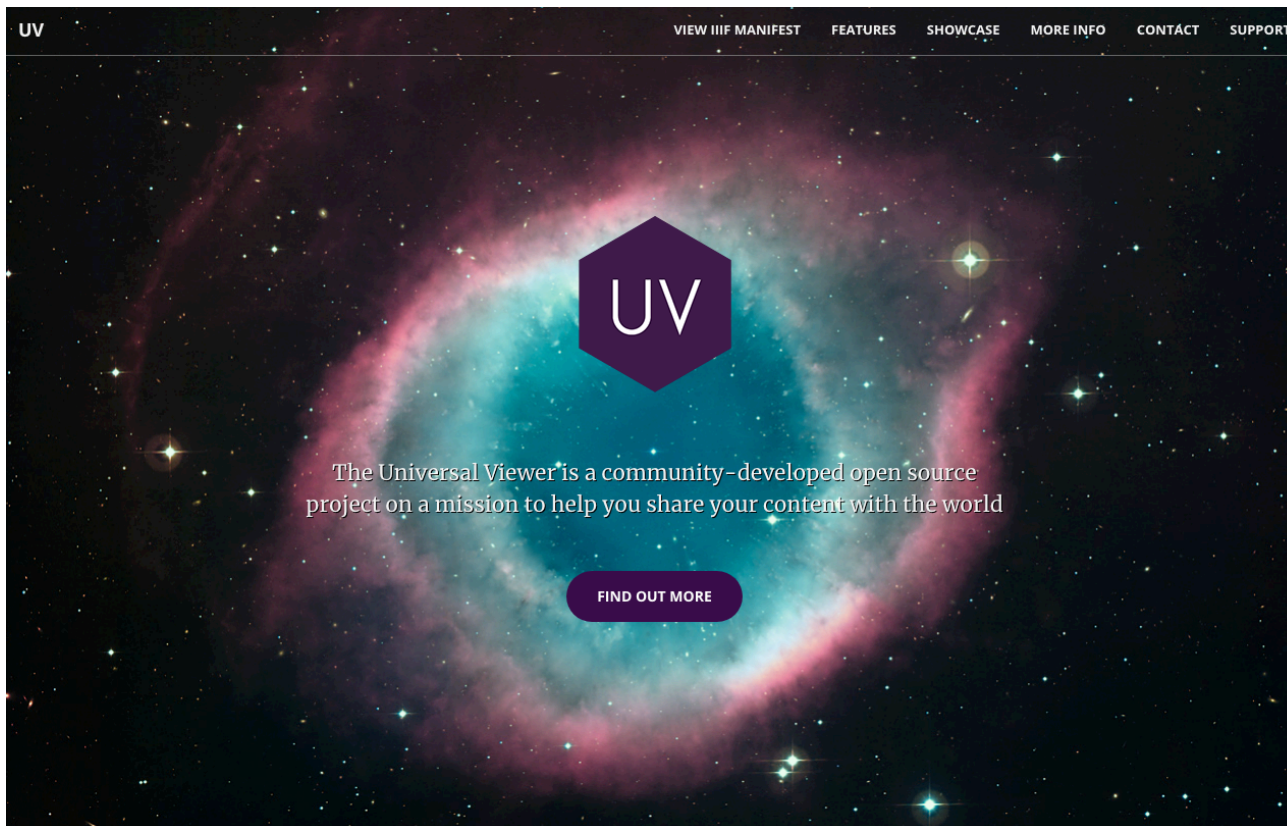 UV
VIEW IIIF MANIFEST FEATURES SHOWCASE MORE INFO CONTACT SUPPORT
UV
The Universal Viewer is a community-developed open source
project on a mission to help you share your content with the world
FIND OUT MORE